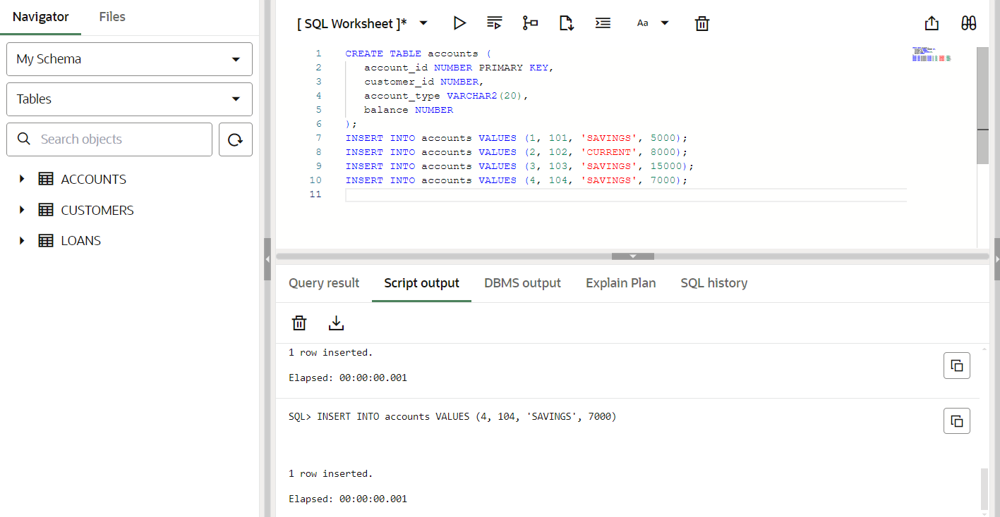 Navigator
Files
My Schema
Tables
Search objects
ACCOUNTS
CUSTOMERS
LOANS
[ SQL Worksheet ]*
Aa
1 CREATE TABLE accounts (
2 account_id NUMBER PRIMARY KEY,
3 customer_id NUMBER,
4 account_type VARCHAR2(20),
5 balance NUMBER
6 );
7 INSERT INTO accounts VALUES (1, 101, 'SAVINGS', 5000);
8 INSERT INTO accounts VALUES (2, 102, 'CURRENT', 8000);
9 INSERT INTO accounts VALUES (3, 103, 'SAVINGS', 15000);
10 INSERT INTO accounts VALUES (4, 104, 'SAVINGS', 7000);
11
Query result
Script output
DBMS output
Explain Plan
SQL history
1 row inserted.
Elapsed: 00:00:00.001
SQL> INSERT INTO accounts VALUES (4, 104, 'SAVINGS', 7000)
1 row inserted.
Elapsed: 00:00:00.001